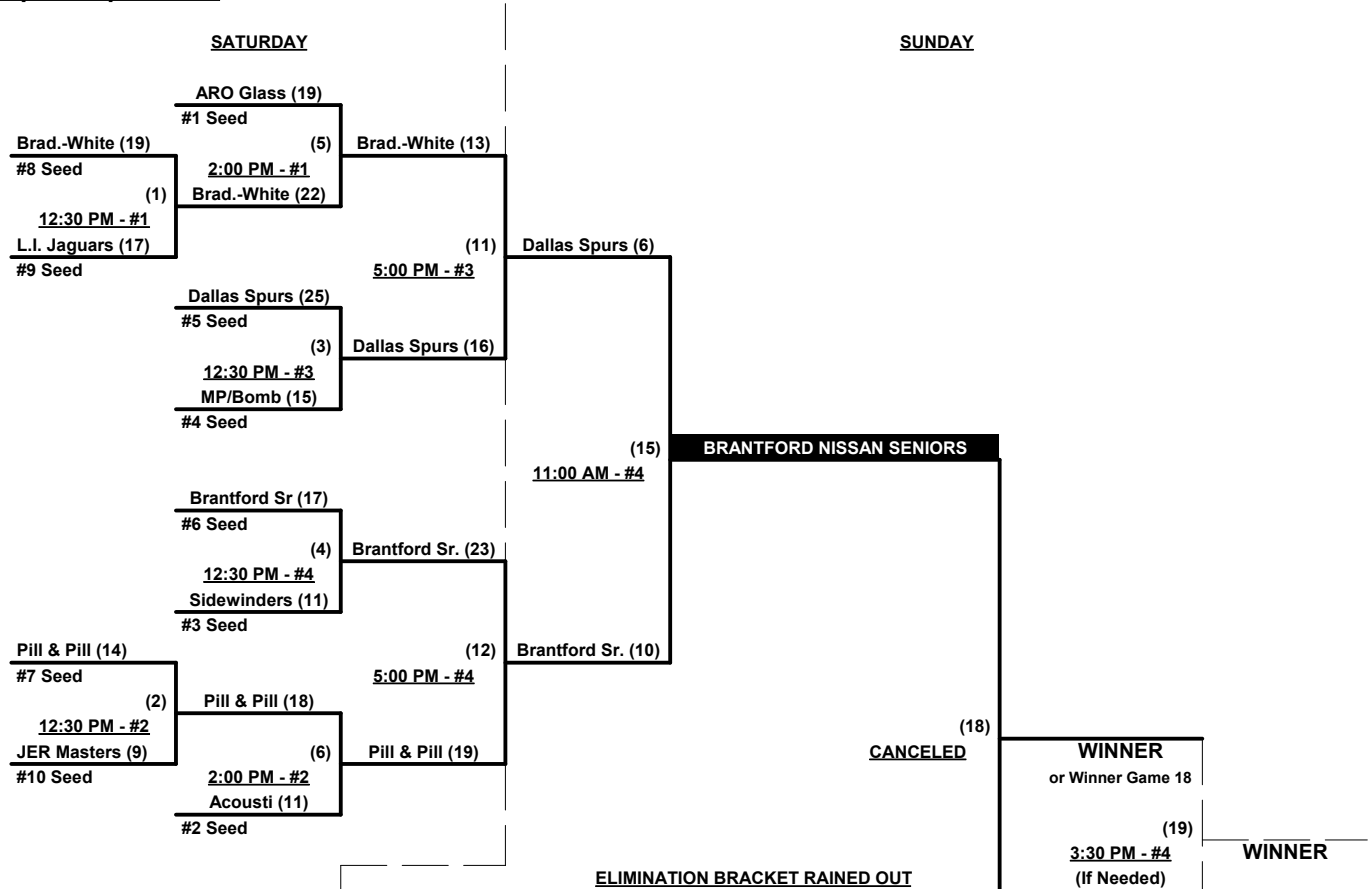 SATURDAY
SUNDAY
ARO Glass (19)
#1 Seed
Brad.-White (19)
(5)
Brad.-White (13)
#8 Seed
2:00 PM - #1
(1)
Brad.-White (22)
12:30 PM - #1
L.I. Jaguars (17)
(11)
Dallas Spurs (6)
#9 Seed
5:00 PM - #3
Dallas Spurs (25)
#5 Seed
(3)
Dallas Spurs (16)
12:30 PM - #3
MP/Bomb (15)
#4 Seed
(15)
BRANTFORD NISSAN SENIORS
11:00 AM - #4
Brantford Sr (17)
#6 Seed
(4)
Brantford Sr. (23)
12:30 PM - #4
Sidewinders (11)
#3 Seed
Pill & Pill (14)
(12)
Brantford Sr. (10)
#7 Seed
5:00 PM - #4
(2)
Pill & Pill (18)
12:30 PM - #2
(18)
JER Masters (9)
(6)
Pill & Pill (19)
CANCELED
WINNER
#10 Seed
2:00 PM - #2
or Winner Game 18
Acousti (11)
#2 Seed
(19)
3:30 PM - #4
WINNER
ELIMINATION BRACKET RAINED OUT
(If Needed)